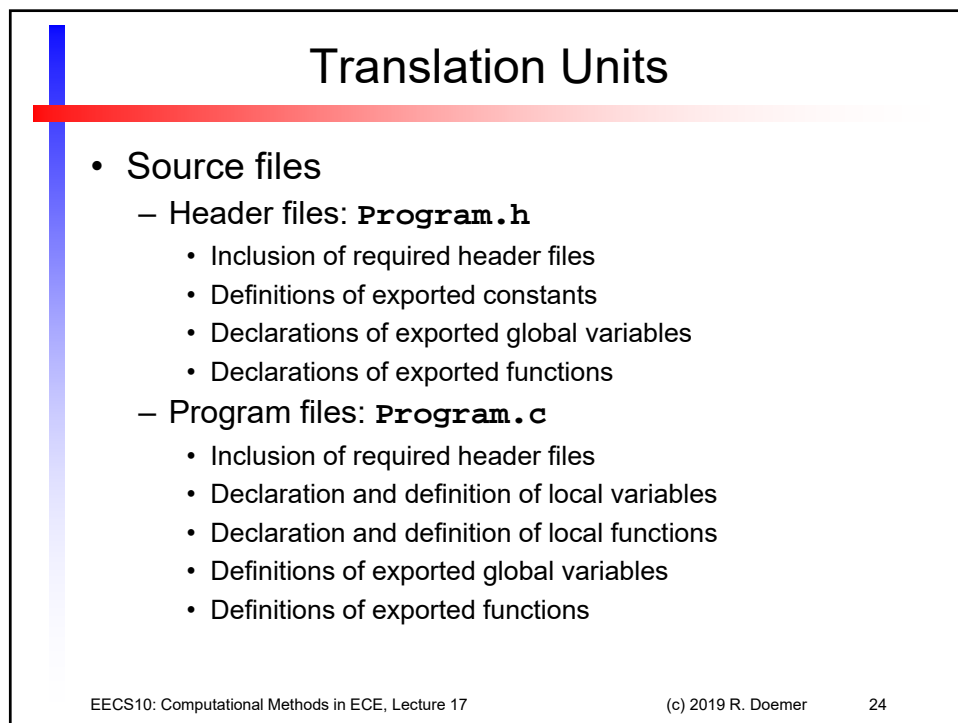 Translation Units
• Source files
– Header files: Program.h
• Inclusion of required header files
• Definitions of exported constants
• Declarations of exported global variables
• Declarations of exported functions
– Program files: Program.c
• Inclusion of required header files
• Declaration and definition of local variables
• Declaration and definition of local functions
• Definitions of exported global variables
• Definitions of exported functions
EECS10: Computational Methods in ECE, Lecture 17 (c) 2019 R. Doemer 24